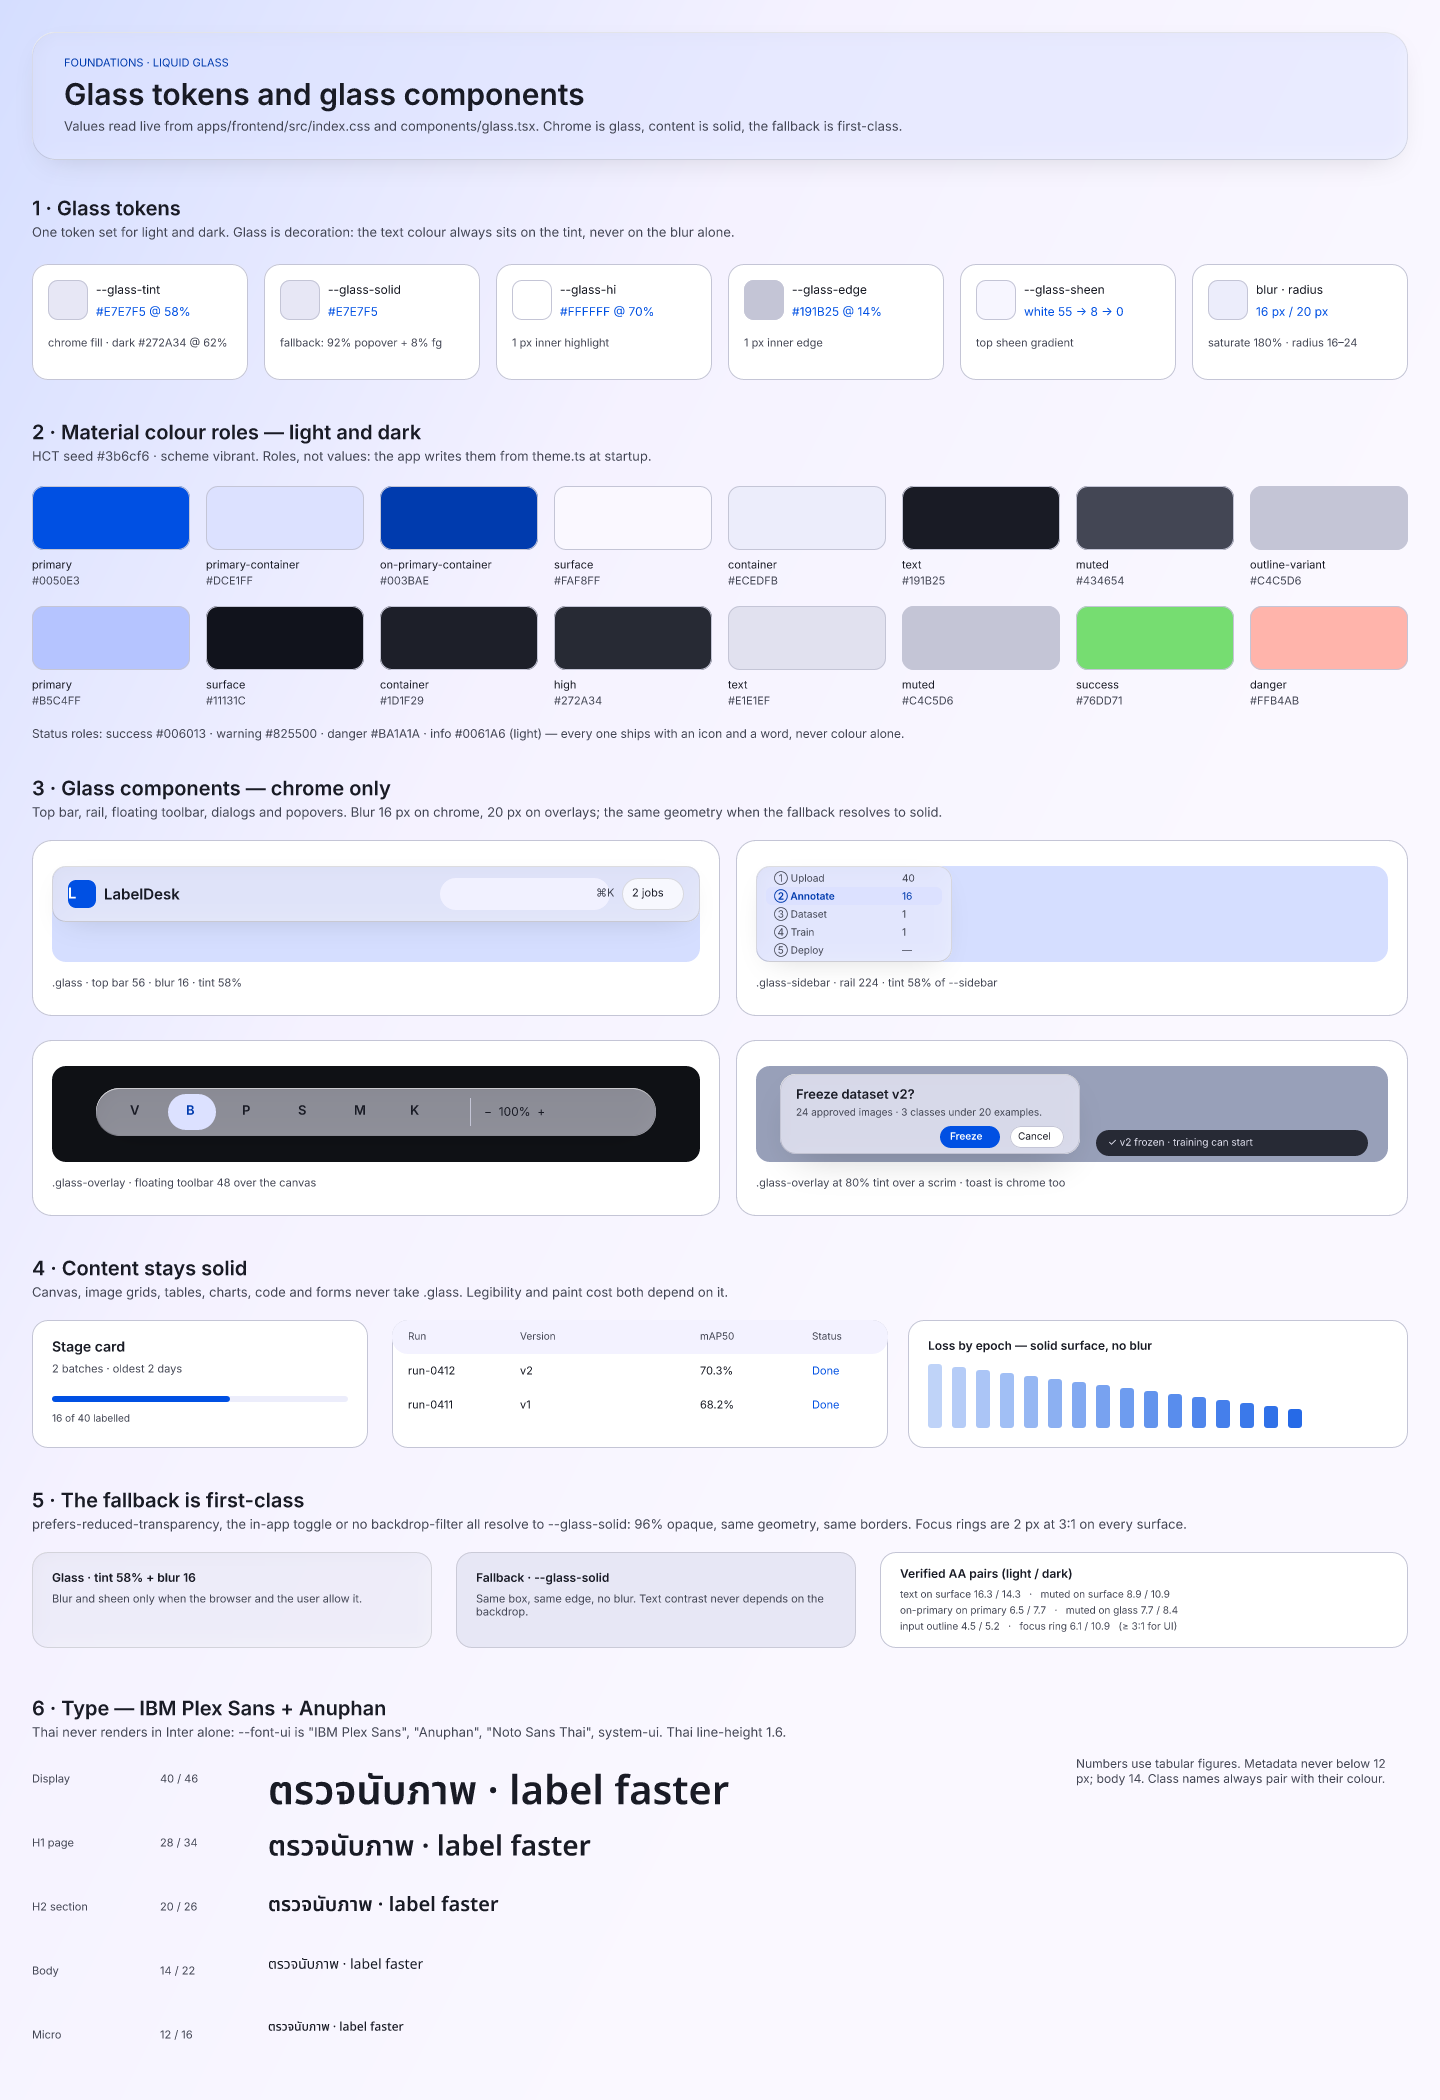 FOUNDATIONS · LIQUID GLASS
Glass tokens and glass components
Values read live from apps/frontend/src/index.css and components/glass.tsx. Chrome is glass, content is solid, the fallback is first-class.
1 · Glass tokens
One token set for light and dark. Glass is decoration: the text colour always sits on the tint, never on the blur alone.
--glass-tint
#E7E7F5 @ 58%
chrome fill · dark #272A34 @ 62%
--glass-solid
#E7E7F5
fallback: 92% popover + 8% fg
--glass-hi
#FFFFFF @ 70%
1 px inner highlight
--glass-edge
#191B25 @ 14%
1 px inner edge
--glass-sheen
white 55 → 8 → 0
top sheen gradient
blur · radius
16 px / 20 px
saturate 180% · radius 16–24
2 · Material colour roles — light and dark
HCT seed #3b6cf6 · scheme vibrant. Roles, not values: the app writes them from theme.ts at startup.
primary
#0050E3
primary-container
#DCE1FF
on-primary-container
#003BAE
surface
#FAF8FF
container
#ECEDFB
text
#191B25
muted
#434654
outline-variant
#C4C5D6
primary
#B5C4FF
surface
#11131C
container
#1D1F29
high
#272A34
text
#E1E1EF
muted
#C4C5D6
success
#76DD71
danger
#FFB4AB
Status roles: success #006013 · warning #825500 · danger #BA1A1A · info #0061A6 (light) — every one ships with an icon and a word, never colour alone.
3 · Glass components — chrome only
Top bar, rail, floating toolbar, dialogs and popovers. Blur 16 px on chrome, 20 px on overlays; the same geometry when the fallback resolves to solid.
L LabelDesk ⌘K 2 jobs
.glass · top bar 56 · blur 16 · tint 58%
① Upload 40
② Annotate 16
③ Dataset 1
④ Train 1
⑤ Deploy —
.glass-sidebar · rail 224 · tint 58% of --sidebar
V B P S M K − 100% +
.glass-overlay · floating toolbar 48 over the canvas
Freeze dataset v2?
24 approved images · 3 classes under 20 examples.
Freeze Cancel
✓ v2 frozen · training can start
.glass-overlay at 80% tint over a scrim · toast is chrome too
4 · Content stays solid
Canvas, image grids, tables, charts, code and forms never take .glass. Legibility and paint cost both depend on it.
Stage card
2 batches · oldest 2 days
16 of 40 labelled
Run Version mAP50 Status
run-0412 v2 70.3% Done
run-0411 v1 68.2% Done
Loss by epoch — solid surface, no blur
5 · The fallback is first-class
prefers-reduced-transparency, the in-app toggle or no backdrop-filter all resolve to --glass-solid: 96% opaque, same geometry, same borders. Focus rings are 2 px at 3:1 on every surface.
Glass · tint 58% + blur 16
Blur and sheen only when the browser and the user allow it.
Fallback · --glass-solid
Same box, same edge, no blur. Text contrast never depends on the
backdrop.
Verified AA pairs (light / dark)
text on surface 16.3 / 14.3 · muted on surface 8.9 / 10.9
on-primary on primary 6.5 / 7.7 · muted on glass 7.7 / 8.4
input outline 4.5 / 5.2 · focus ring 6.1 / 10.9 (≥ 3:1 for UI)
6 · Type — IBM Plex Sans + Anuphan
Thai never renders in Inter alone: --font-ui is "IBM Plex Sans", "Anuphan", "Noto Sans Thai", system-ui. Thai line-height 1.6.
Numbers use tabular figures. Metadata never below 12
px; body 14. Class names always pair with their colour.
Display 40 / 46 ตรวจนับภาพ · label faster
H1 page 28 / 34 ตรวจนับภาพ · label faster
H2 section 20 / 26 ตรวจนับภาพ · label faster
Body 14 / 22 ตรวจนับภาพ · label faster
Micro 12 / 16 ตรวจนับภาพ · label faster